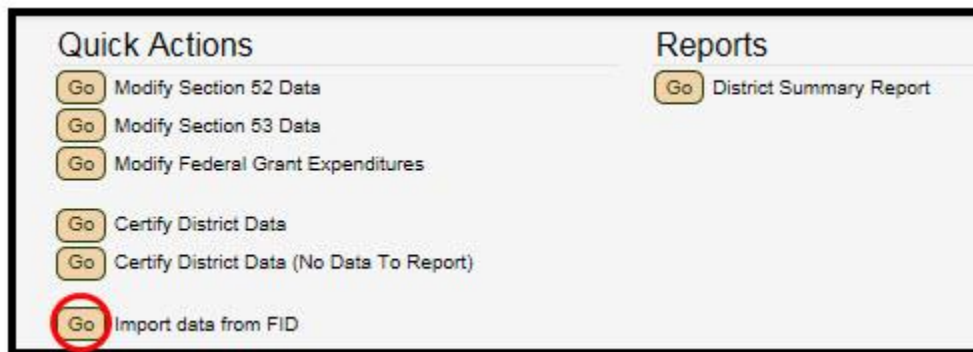 Quick Actions
Go Modify Section 52 Data
Go Modify Section 53 Data
Go Modify Federal Grant Expenditures
Go Certify District Data
Go Certify District Data (No Data To Report)
Go Import data from FID
Reports
Go District Summary Report